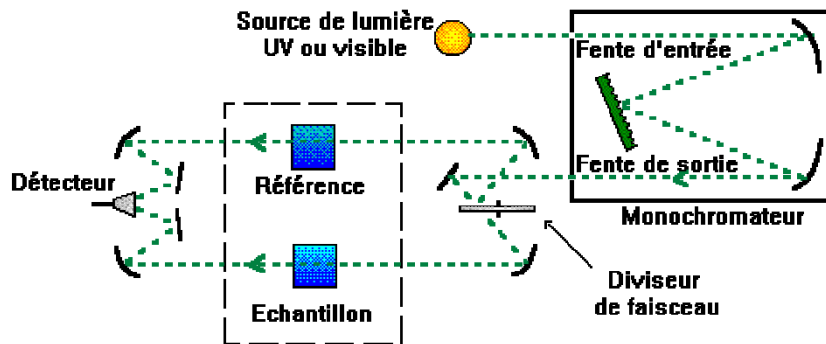 Source de lumière
UV ou visible
Fente d'entrée
Fente de sortie
Monochromateur
Détecteur
Référence
Echantillon
Diviseur
de faisceau